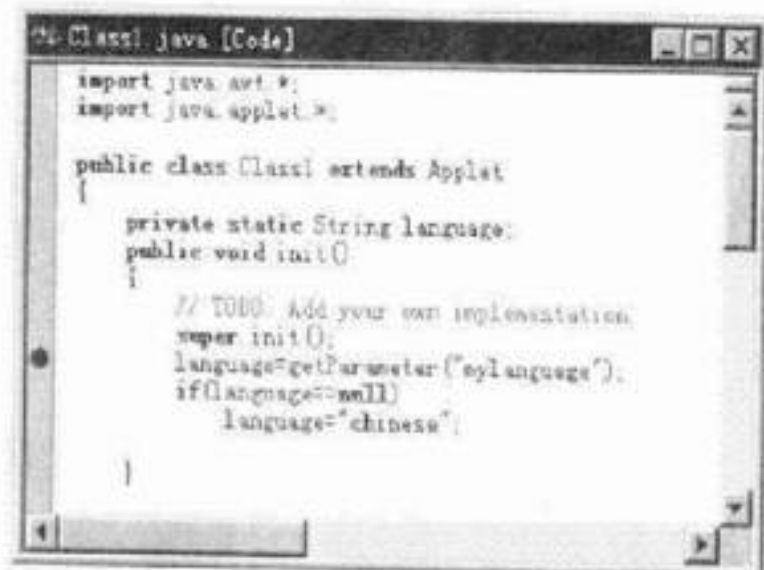 Class1 java [Code]
import java.awt.*;
import java.applet.*;
public class Class1 extends Applet
{
private static String language;
public void init()
{
// TODO: Add your own implementation.
super.init();
language=getParameter("mylanguage");
if(language==null)
language="chinese";
}